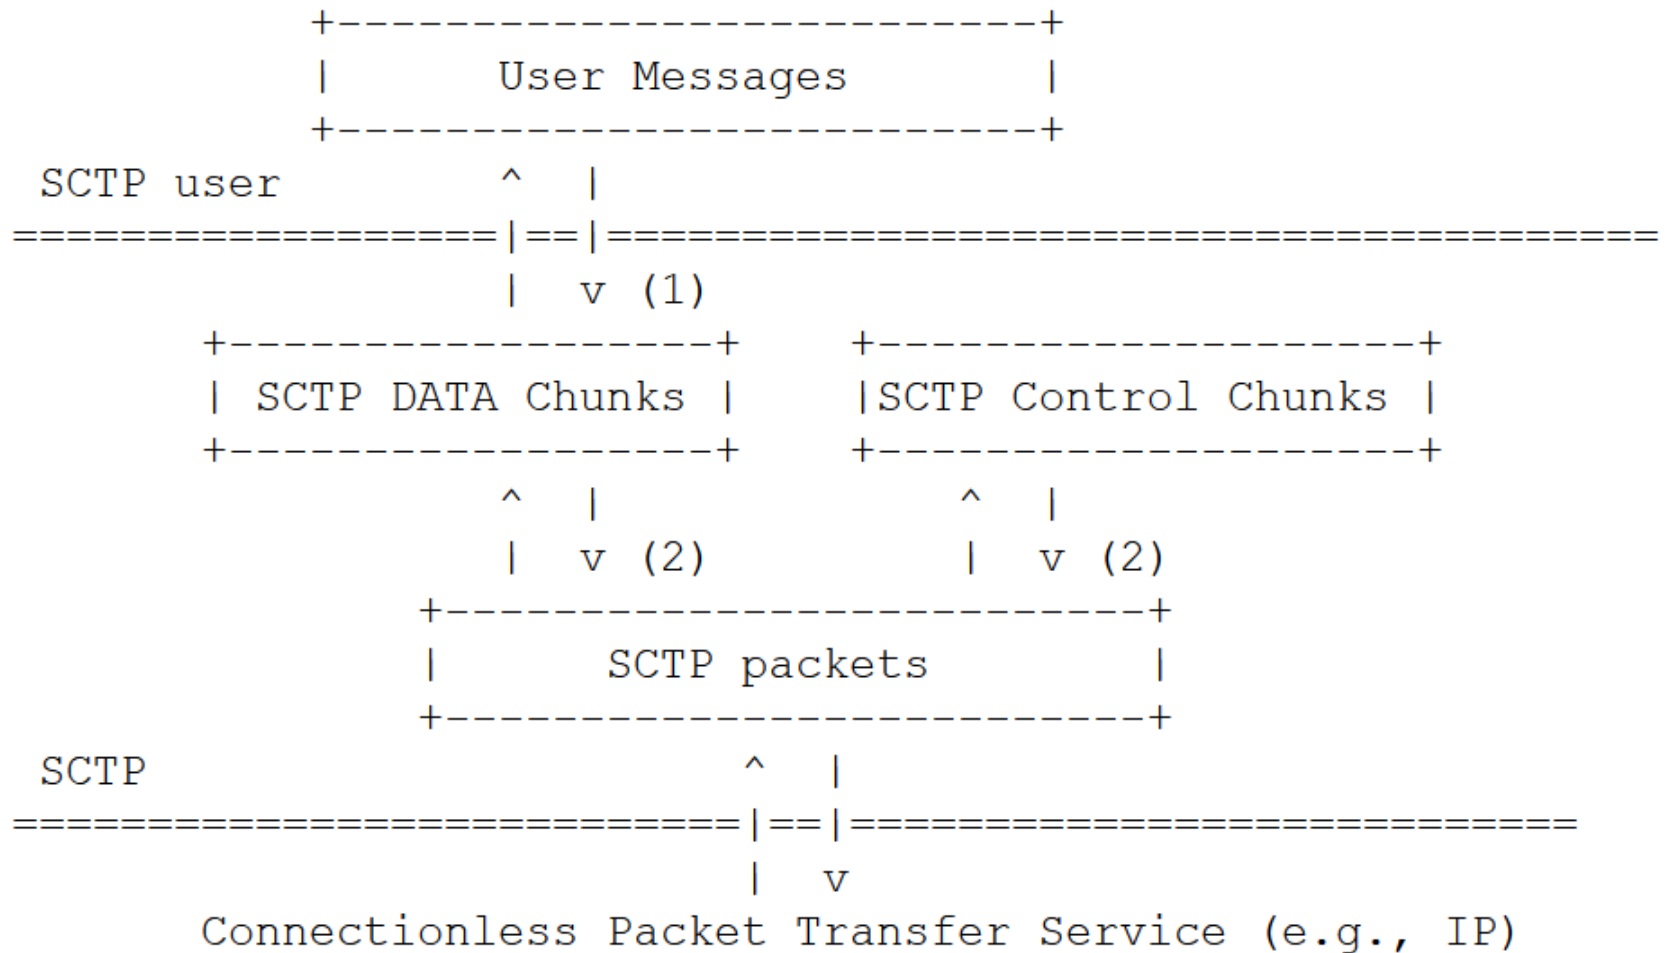 +--------------------------+
|      User Messages       |
+--------------------------+
SCTP user        ^  |
==================|==|=======================================
|  v (1)
+------------------+    +--------------------+
| SCTP DATA Chunks |    |SCTP Control Chunks |
+------------------+    +--------------------+
^  |             ^  |
|  v (2)         |  v (2)
+--------------------------+
|      SCTP packets        |
+--------------------------+
SCTP                      ^  |
===========================|==|===========================
|  v
Connectionless Packet Transfer Service (e.g., IP)